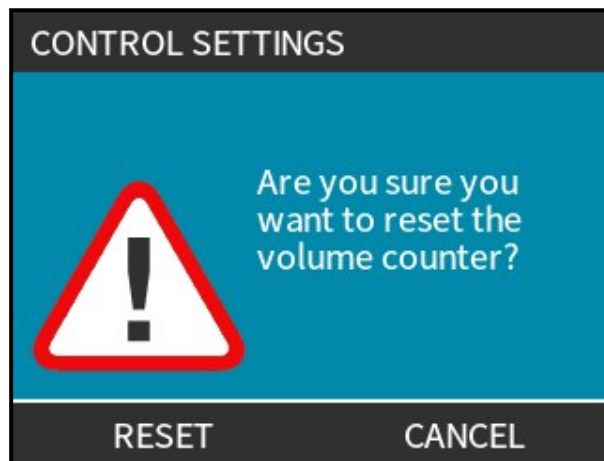 CONTROL SETTINGS
Are you sure you
want to reset the
volume counter?
RESET CANCEL